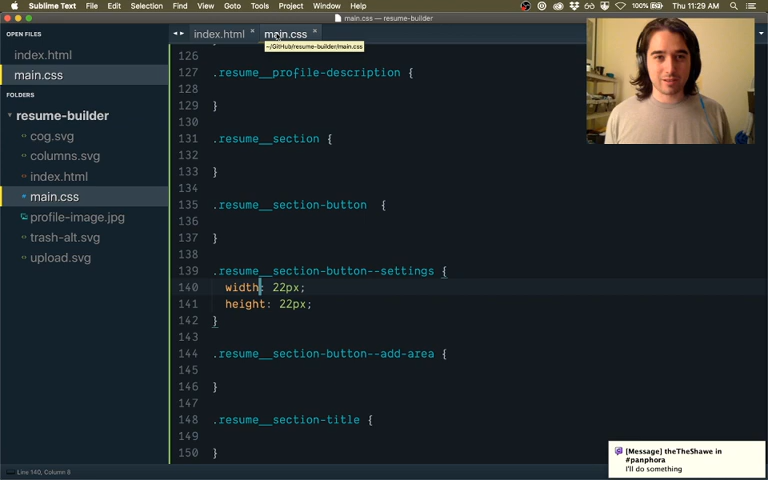 Sublime Text File Edit Selection Find View Goto Tools Project Window Help 100% Thu 11:29 AM
main.css — resume-builder
OPEN FILES
index.html
main.css
FOLDERS
resume-builder
cog.svg
columns.svg
index.html
main.css
profile-image.jpg
trash-alt.svg
upload.svg
index.html × main.css ×
~/GitHub/resume-builder/main.css
126 }
127 .resume__profile-description {
128
129 }
130
131 .resume__section {
132
133 }
134
135 .resume__section-button  {
136
137 }
138
139 .resume__section-button--settings {
140 width: 22px;
141 height: 22px;
142 }
143
144 .resume__section-button--add-area {
145
146 }
147
148 .resume__section-title {
149
150 }
[Message] theTheShawe in
#panphora
I'll do something
Line 140, Column 8